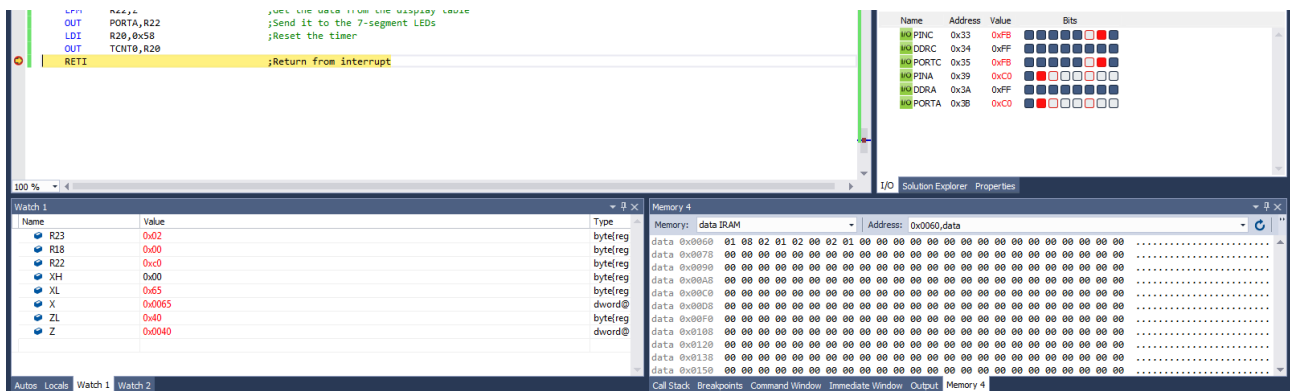 LPM R22,Z ;Get the data from the display table
OUT PORTA,R22 ;Send it to the 7-segment LEDs
LDI R20,0x58 ;Reset the timer
OUT TCNT0,R20
RETI ;Return from interrupt
100 %
Name Address Value Bits
I/O PINC 0x33 0xFB
I/O DDRC 0x34 0xFF
I/O PORTC 0x35 0xFB
I/O PINA 0x39 0xC0
I/O DDRA 0x3A 0xFF
I/O PORTA 0x3B 0xC0
I/O Solution Explorer Properties
Watch 1
Name Value Type
R23 0x02 byte{reg
R18 0x00 byte{reg
R22 0xc0 byte{reg
XH 0x00 byte{reg
XL 0x65 byte{reg
X 0x0065 dword@
ZL 0x40 byte{reg
Z 0x0040 dword@
Autos Locals Watch 1 Watch 2
Memory 4
Memory: data IRAM Address: 0x0060,data
data 0x0060 01 08 02 01 02 00 02 01 00 00 00 00 00 00 00 00 00 00 00 00 00 00 00 00 ........................
data 0x0078 00 00 00 00 00 00 00 00 00 00 00 00 00 00 00 00 00 00 00 00 00 00 00 00 ........................
data 0x0090 00 00 00 00 00 00 00 00 00 00 00 00 00 00 00 00 00 00 00 00 00 00 00 00 ........................
data 0x00A8 00 00 00 00 00 00 00 00 00 00 00 00 00 00 00 00 00 00 00 00 00 00 00 00 ........................
data 0x00C0 00 00 00 00 00 00 00 00 00 00 00 00 00 00 00 00 00 00 00 00 00 00 00 00 ........................
data 0x00D8 00 00 00 00 00 00 00 00 00 00 00 00 00 00 00 00 00 00 00 00 00 00 00 00 ........................
data 0x00F0 00 00 00 00 00 00 00 00 00 00 00 00 00 00 00 00 00 00 00 00 00 00 00 00 ........................
data 0x0108 00 00 00 00 00 00 00 00 00 00 00 00 00 00 00 00 00 00 00 00 00 00 00 00 ........................
data 0x0120 00 00 00 00 00 00 00 00 00 00 00 00 00 00 00 00 00 00 00 00 00 00 00 00 ........................
data 0x0138 00 00 00 00 00 00 00 00 00 00 00 00 00 00 00 00 00 00 00 00 00 00 00 00 ........................
data 0x0150 00 00 00 00 00 00 00 00 00 00 00 00 00 00 00 00 00 00 00 00 00 00 00 00 ........................
Call Stack Breakpoints Command Window Immediate Window Output Memory 4